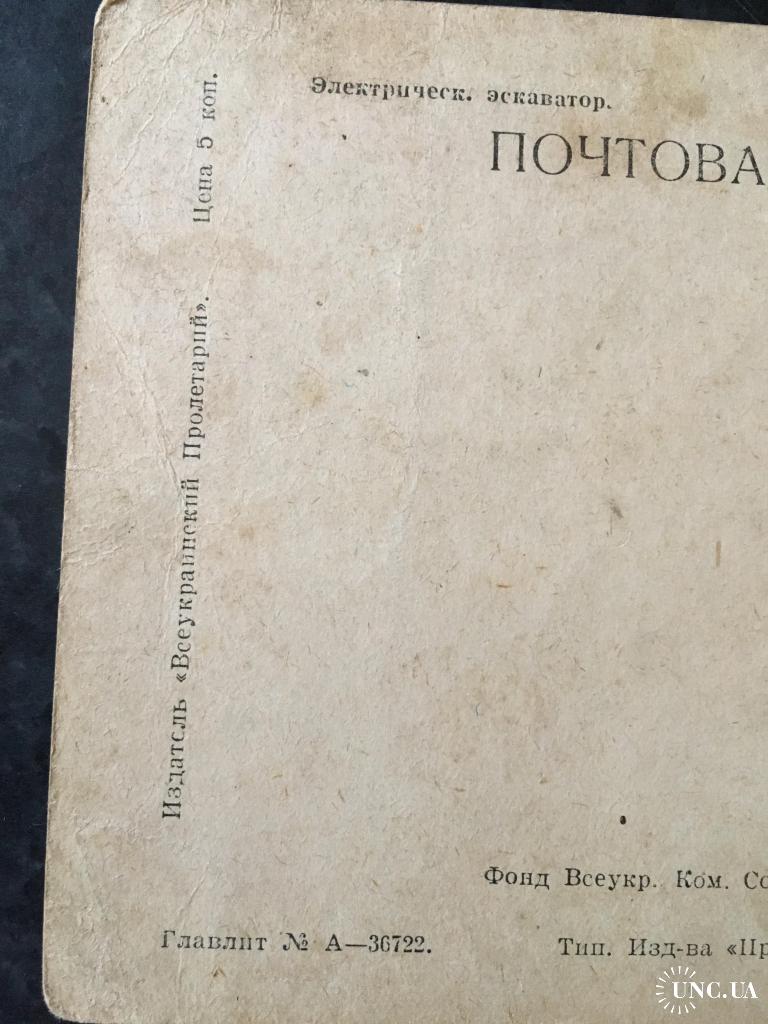 Электрическ. эскаватор.
ПОЧТОВА
Издатель «Всеукраинский Пролетарий». Цена 5 коп.
Фонд Всеукр. Ком. Со
Главлит № А—36722.
Тип. Изд-ва «Пр
UNC.UA